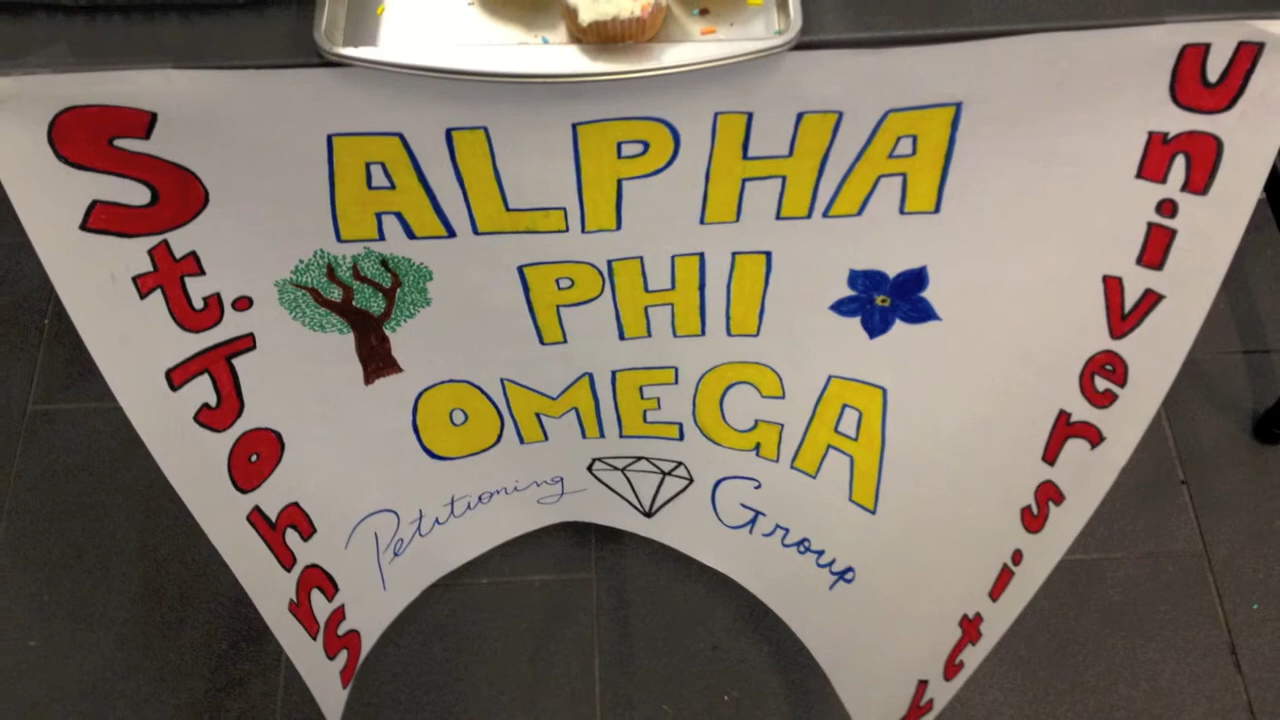 St. Johns
ALPHA
PHI
OMEGA
Petitioning Group
University